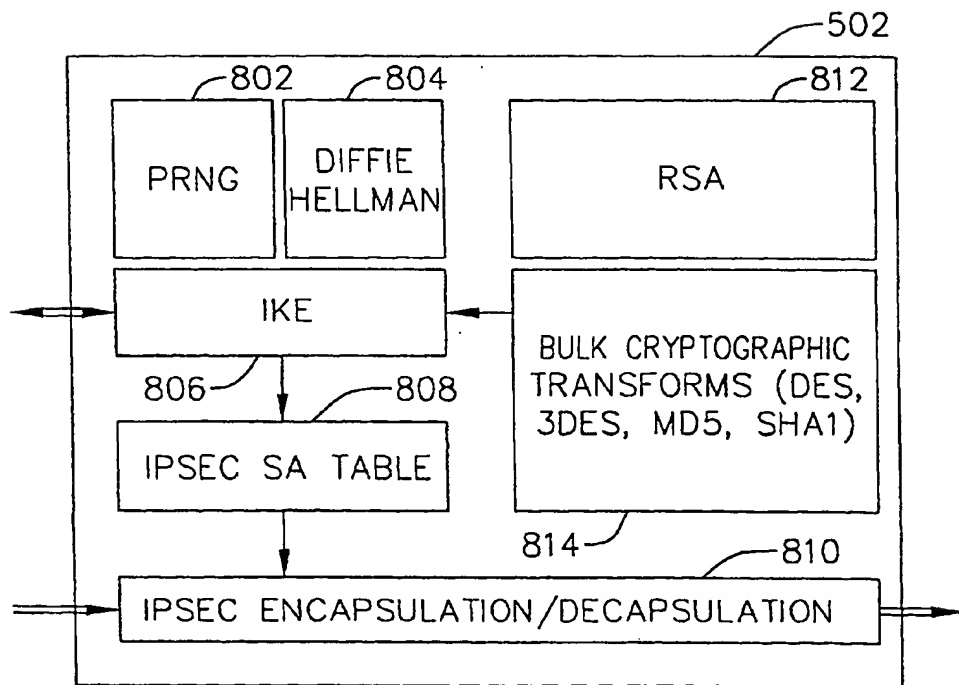 502
802
804
812
PRNG
DIFFIE
HELLMAN
RSA
IKE
BULK CRYPTOGRAPHIC
TRANSFORMS (DES,
3DES, MD5, SHA1)
806
808
IPSEC SA TABLE
814
810
IPSEC ENCAPSULATION/DECAPSULATION